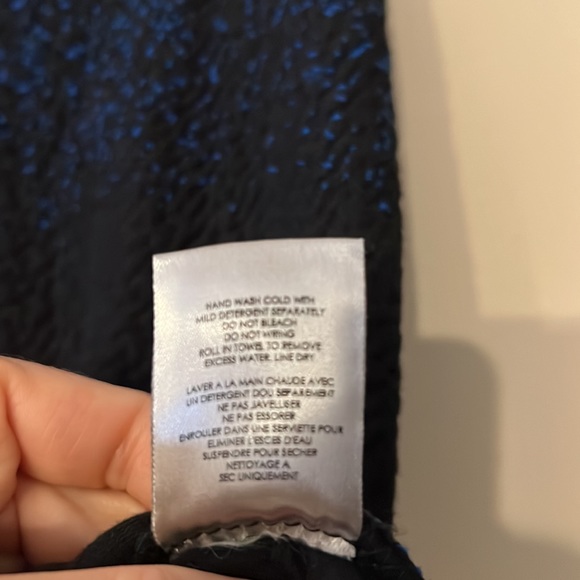 HAND WASH COLD WITH
MILD DETERGENT SEPARATELY
DO NOT BLEACH
DO NOT WRING
ROLL IN TOWEL TO REMOVE
EXCESS WATER. LINE DRY
LAVER A LA MAIN CHAUDE AVEC
UN DETERGENT DOU SEPAREMENT
NE PAS JAVELLISER
NE PAS ESSORER
ENROULER DANS UNE SERVIETTE POUR
ELIMINER L'ESCES D'EAU
SUSPENDRE POUR SECHER
NETTOYAGE A
SEC UNIQUEMENT